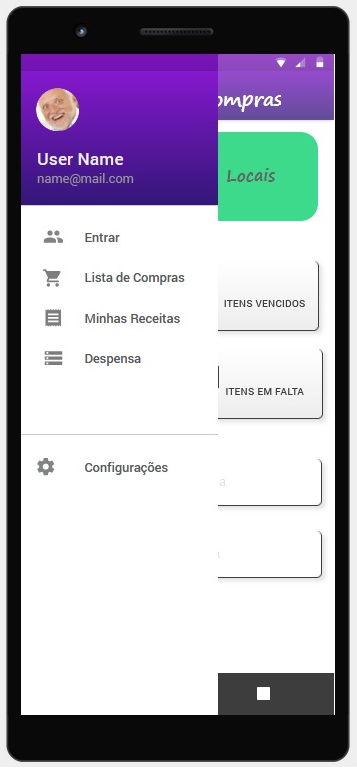 ompras
User Name
name@mail.com
Locais
Entrar
Lista de Compras
ITENS VENCIDOS
Minhas Receitas
Despensa
ITENS EM FALTA
Configurações
a